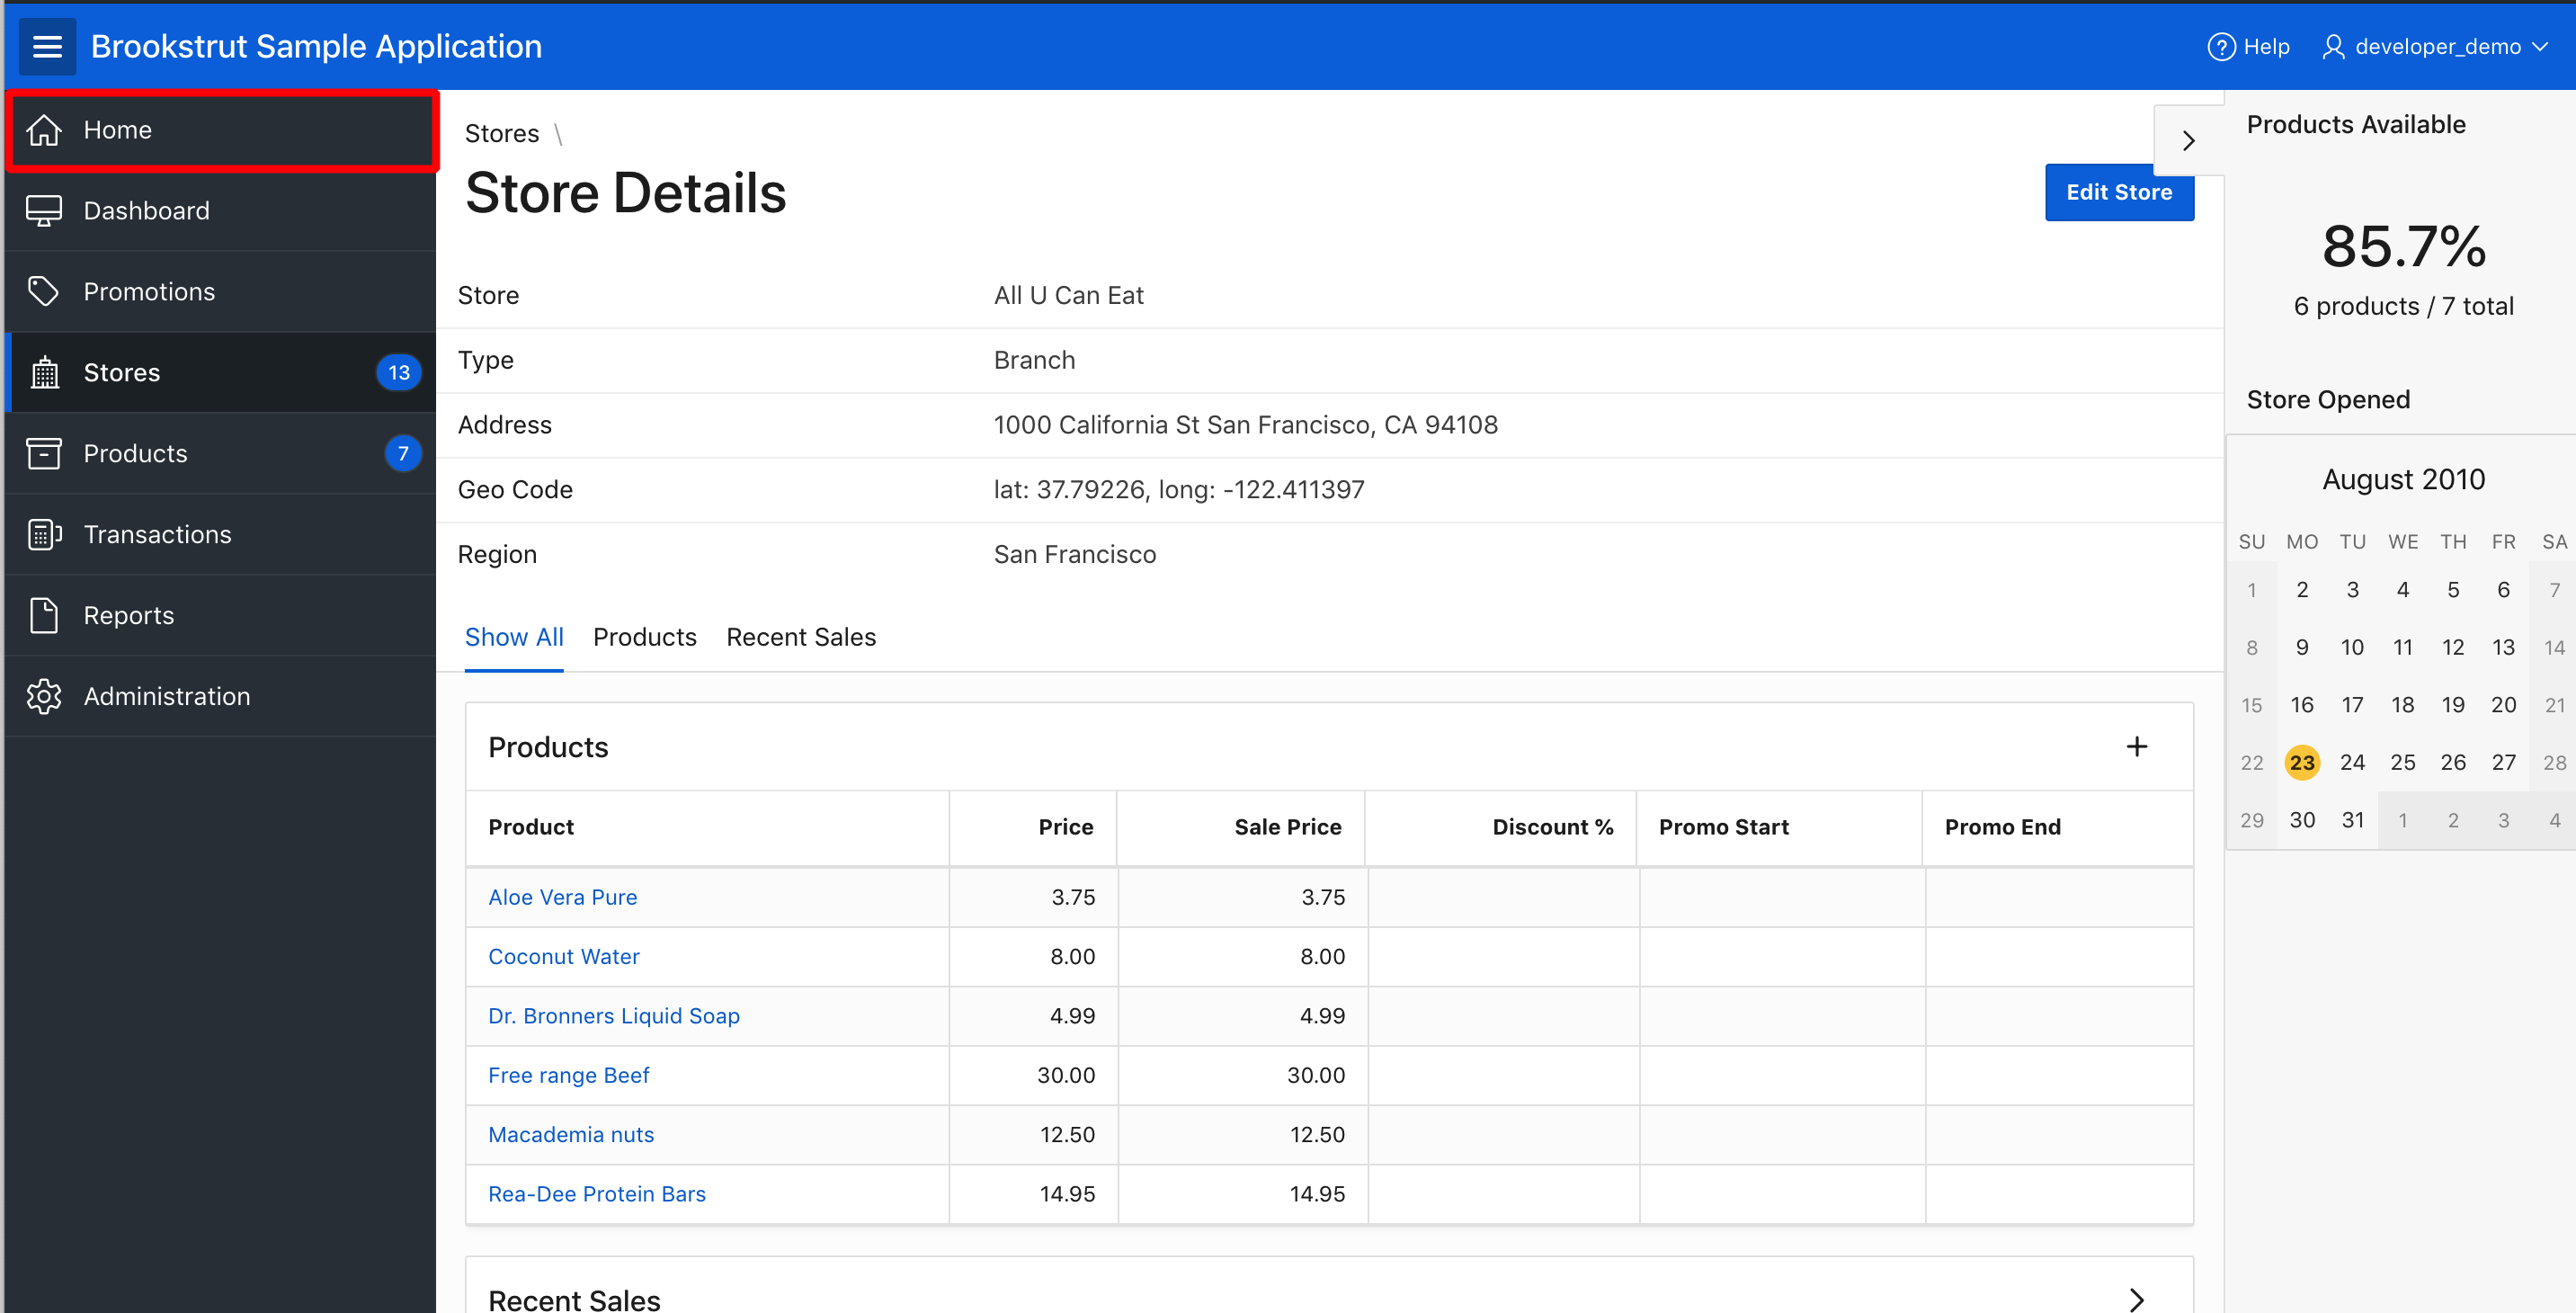 Brookstrut Sample Application
Help
developer_demo
Home
Dashboard
Promotions
Stores 13
Products 7
Transactions
Reports
Administration
Stores \
Store Details
Edit Store
Store All U Can Eat
Type Branch
Address 1000 California St San Francisco, CA 94108
Geo Code lat: 37.79226, long: -122.411397
Region San Francisco
Show All Products Recent Sales
Products
Product Price Sale Price Discount % Promo Start Promo End
Aloe Vera Pure 3.75 3.75
Coconut Water 8.00 8.00
Dr. Bronners Liquid Soap 4.99 4.99
Free range Beef 30.00 30.00
Macademia nuts 12.50 12.50
Rea-Dee Protein Bars 14.95 14.95
Recent Sales
Products Available
85.7%
6 products / 7 total
Store Opened
August 2010
SU MO TU WE TH FR SA
1 2 3 4 5 6 7
8 9 10 11 12 13 14
15 16 17 18 19 20 21
22 23 24 25 26 27 28
29 30 31 1 2 3 4